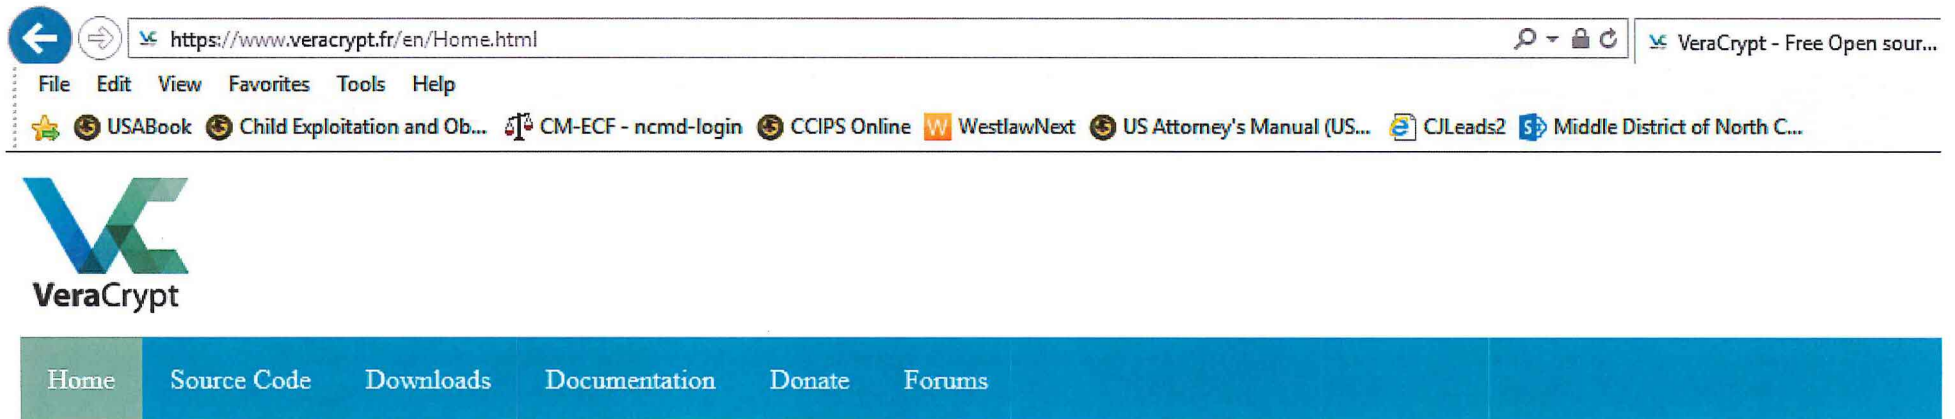 https://www.veracrypt.fr/en/Home.html VeraCrypt - Free Open sour...
File Edit View Favorites Tools Help
USABook Child Exploitation and Ob... CM-ECF - ncmd-login CCIPS Online WestlawNext US Attorney's Manual (US... CJLeads2 Middle District of North C...
VeraCrypt
Home Source Code Downloads Documentation Donate Forums